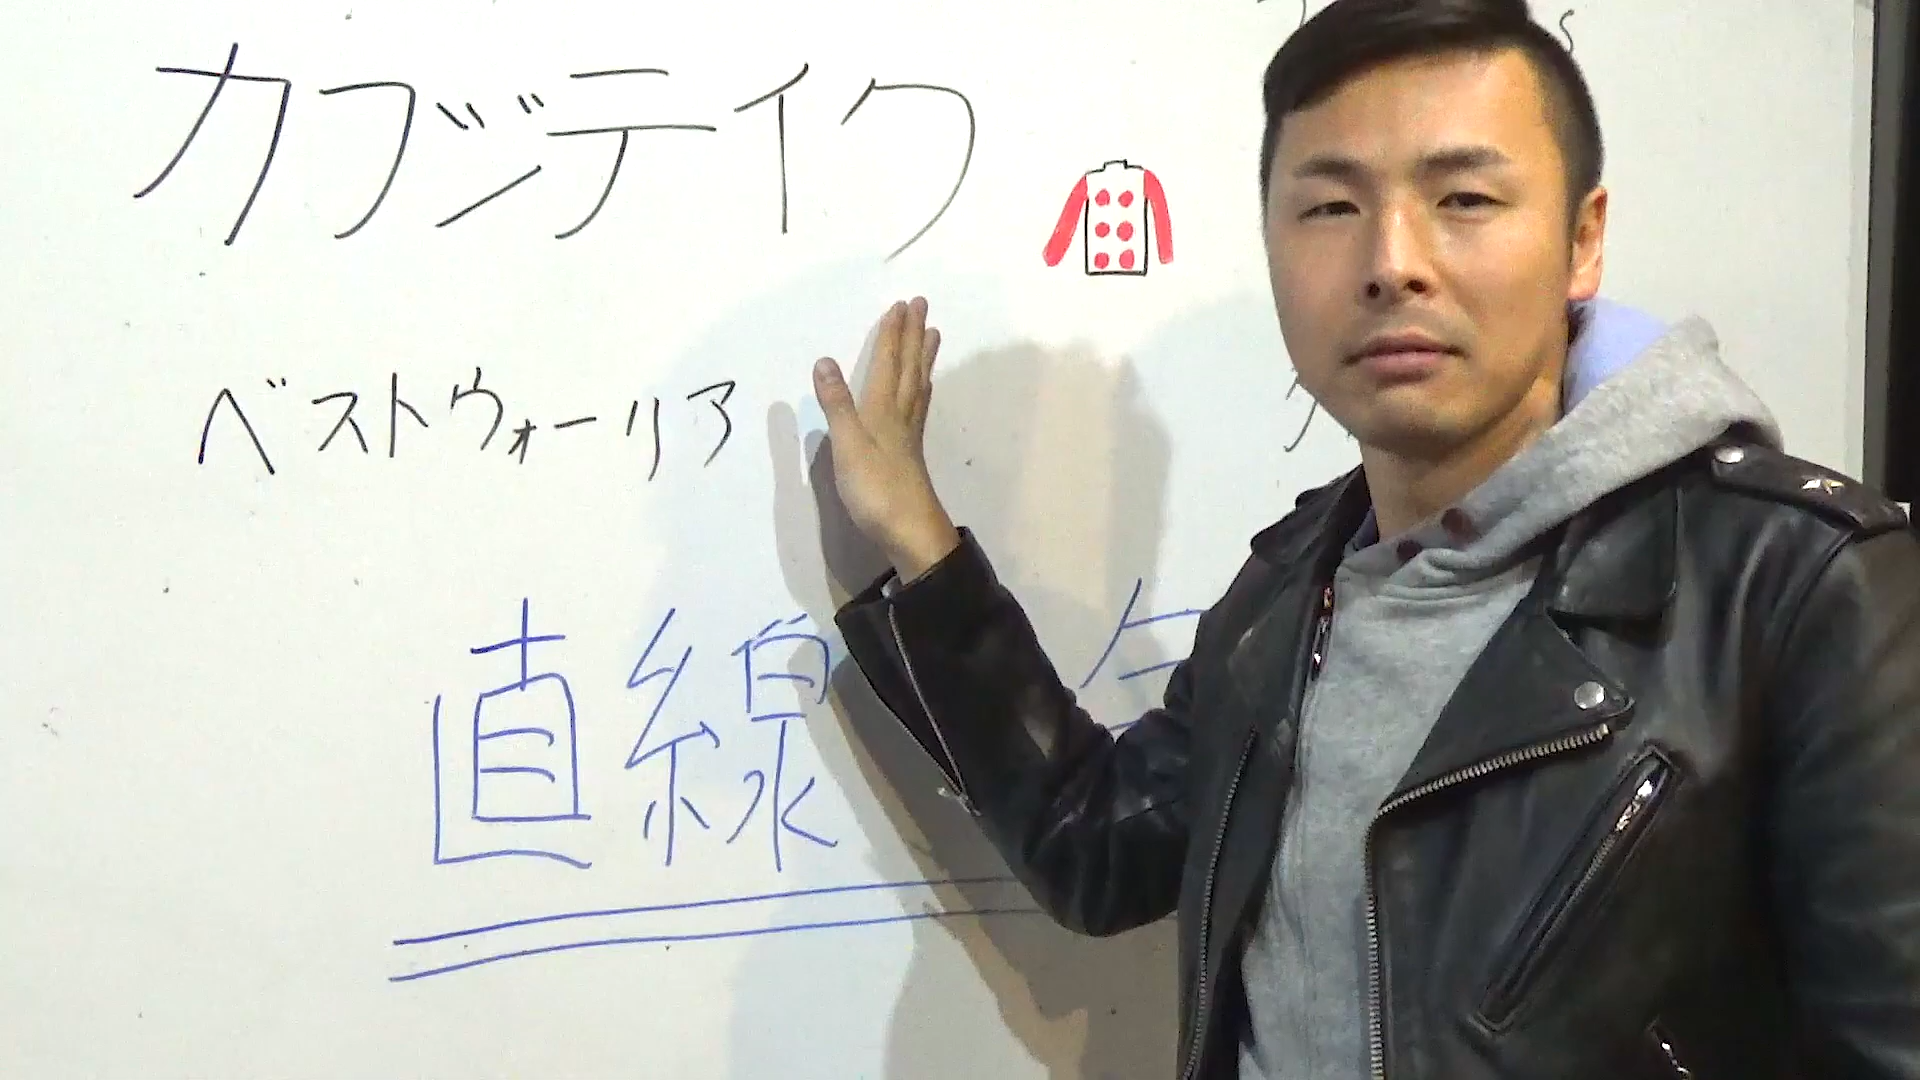 カフジテイク
ベストウォーリア
直線